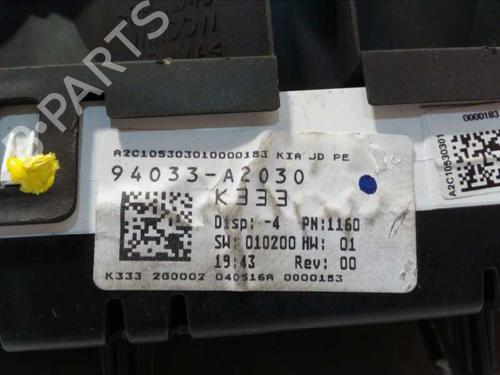 B-PARTS
A2C105303010000183 KIA JD PE
94033-A2030
K333
Disp: -4 PN:1160
SW: 010200 HW: 01
19:43 Rev: 00
K333 2G0002 040516A 0000183
0000183
A2C10530301